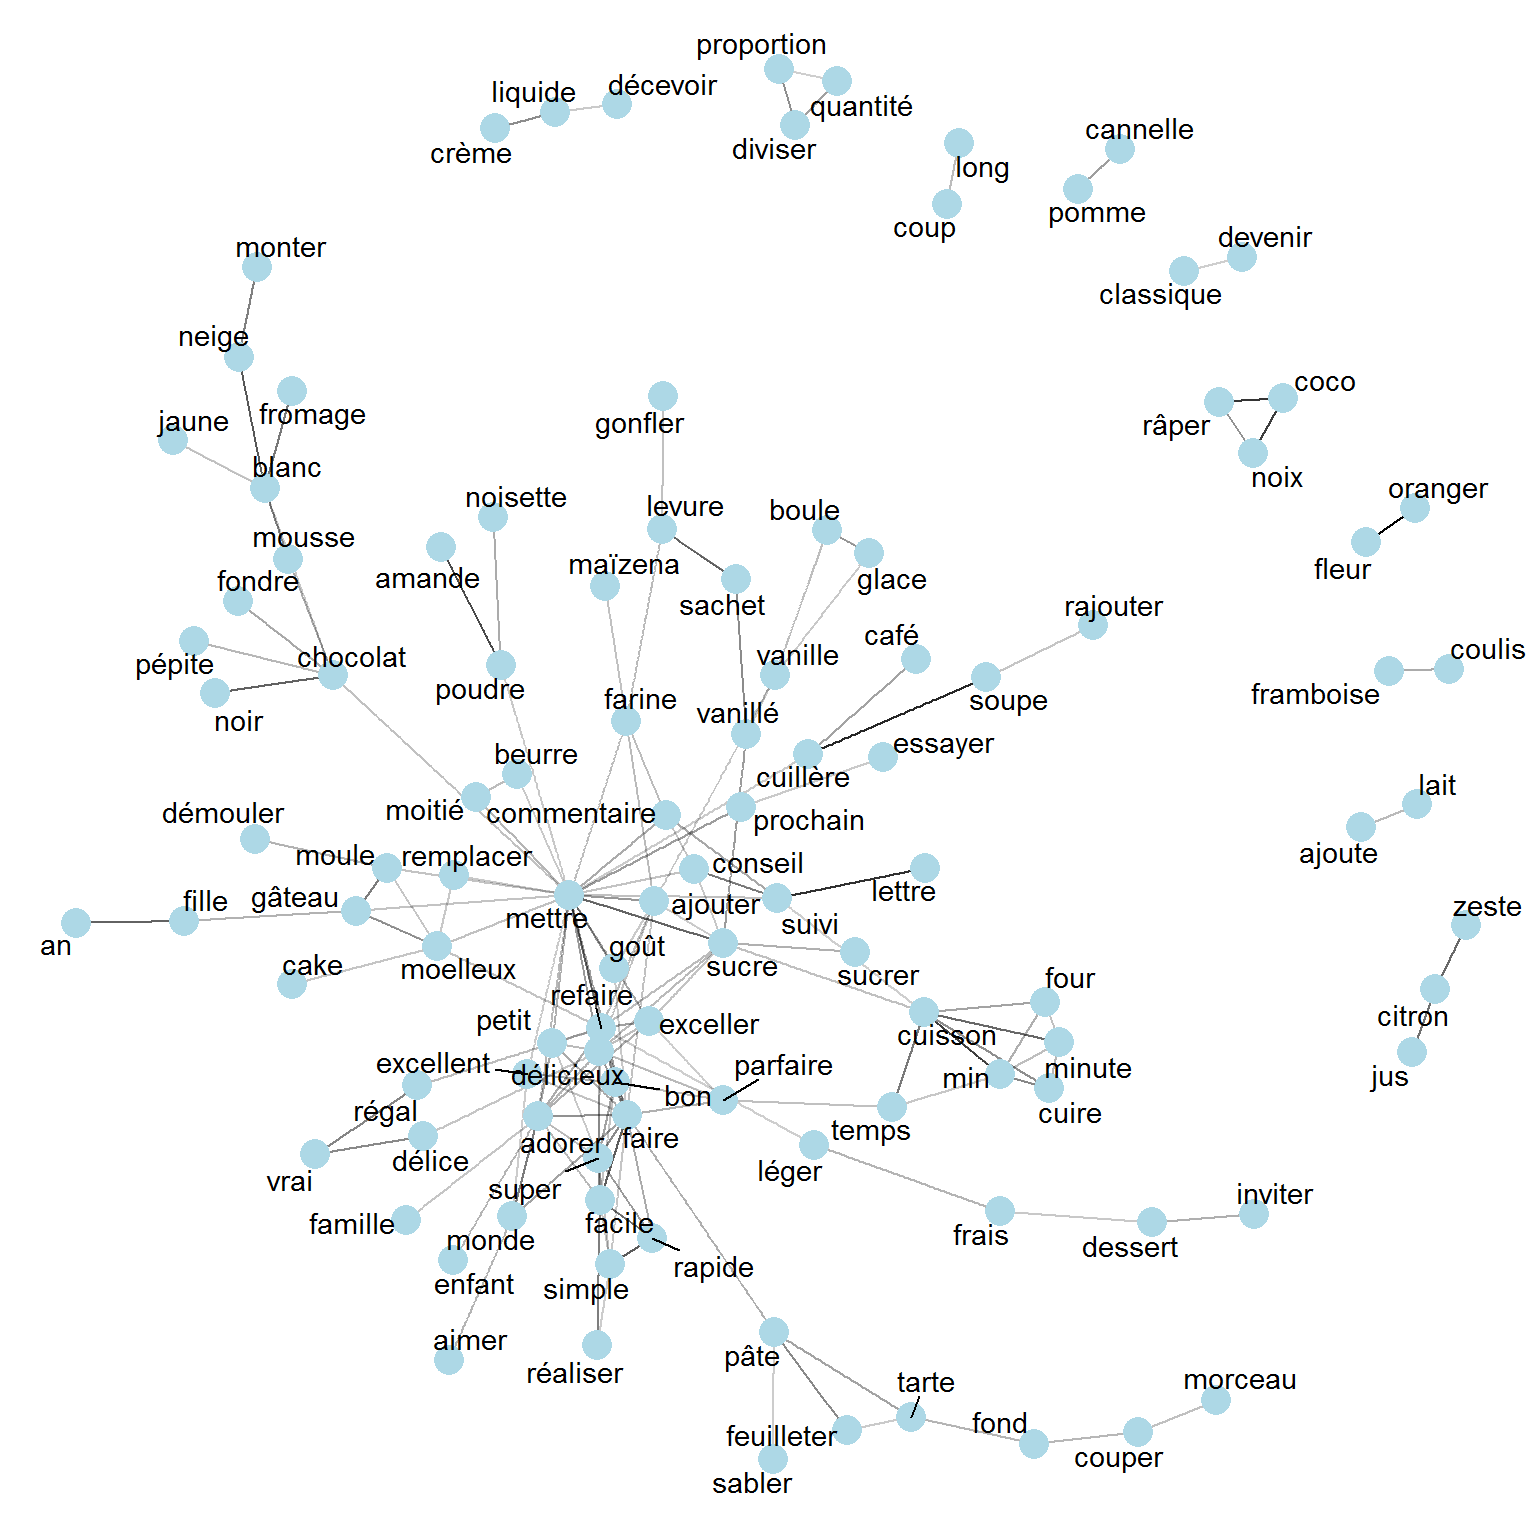 proportion
liquide
décevoir
quantité
crème
diviser
cannelle
long
pomme
coup
devenir
monter
classique
neige
coco
jaune
fromage
gonfler
râper
blanc
noix
oranger
noisette
levure
boule
mousse
fleur
maïzena
fondre
amande
glace
sachet
rajouter
café
coulis
pépite
chocolat
vanille
poudre
framboise
farine
vanillé
soupe
noir
essayer
beurre
cuillère
lait
démouler
moitié
commentaire
prochain
ajoute
moule
remplacer
conseil
gâteau
fille
lettre
ajouter
zeste
mettre
suivi
an
goût
cake
moelleux
sucre
sucrer
four
refaire
citron
petit
exceller
cuisson
excellent
parfaire
minute
délicieux
min
jus
bon
régal
cuire
adorer
faire
temps
délice
léger
vrai
super
inviter
famille
facile
frais
monde
dessert
rapide
enfant
simple
aimer
pâte
réaliser
tarte
morceau
fond
feuilleter
couper
sabler